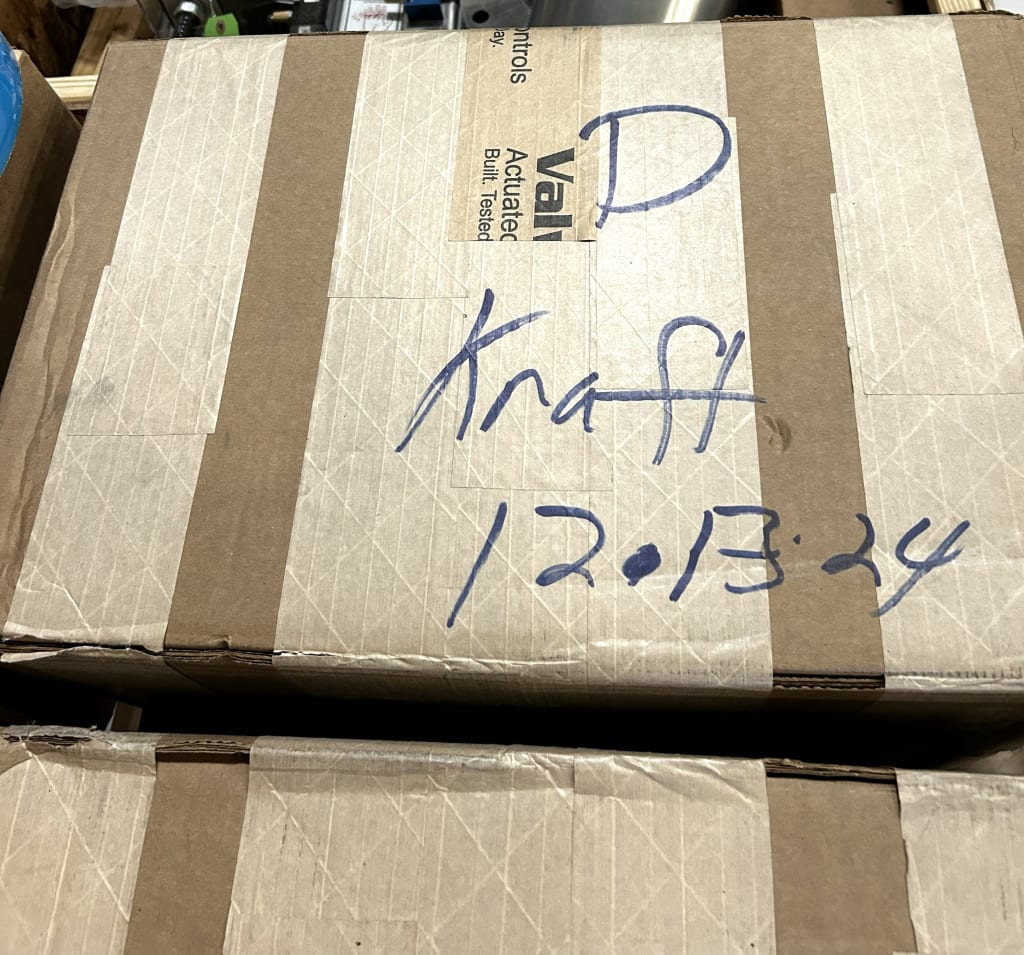 ontrols
ay.
Valv
Actuated
Built. Tested
D
Kraft
12.13.24